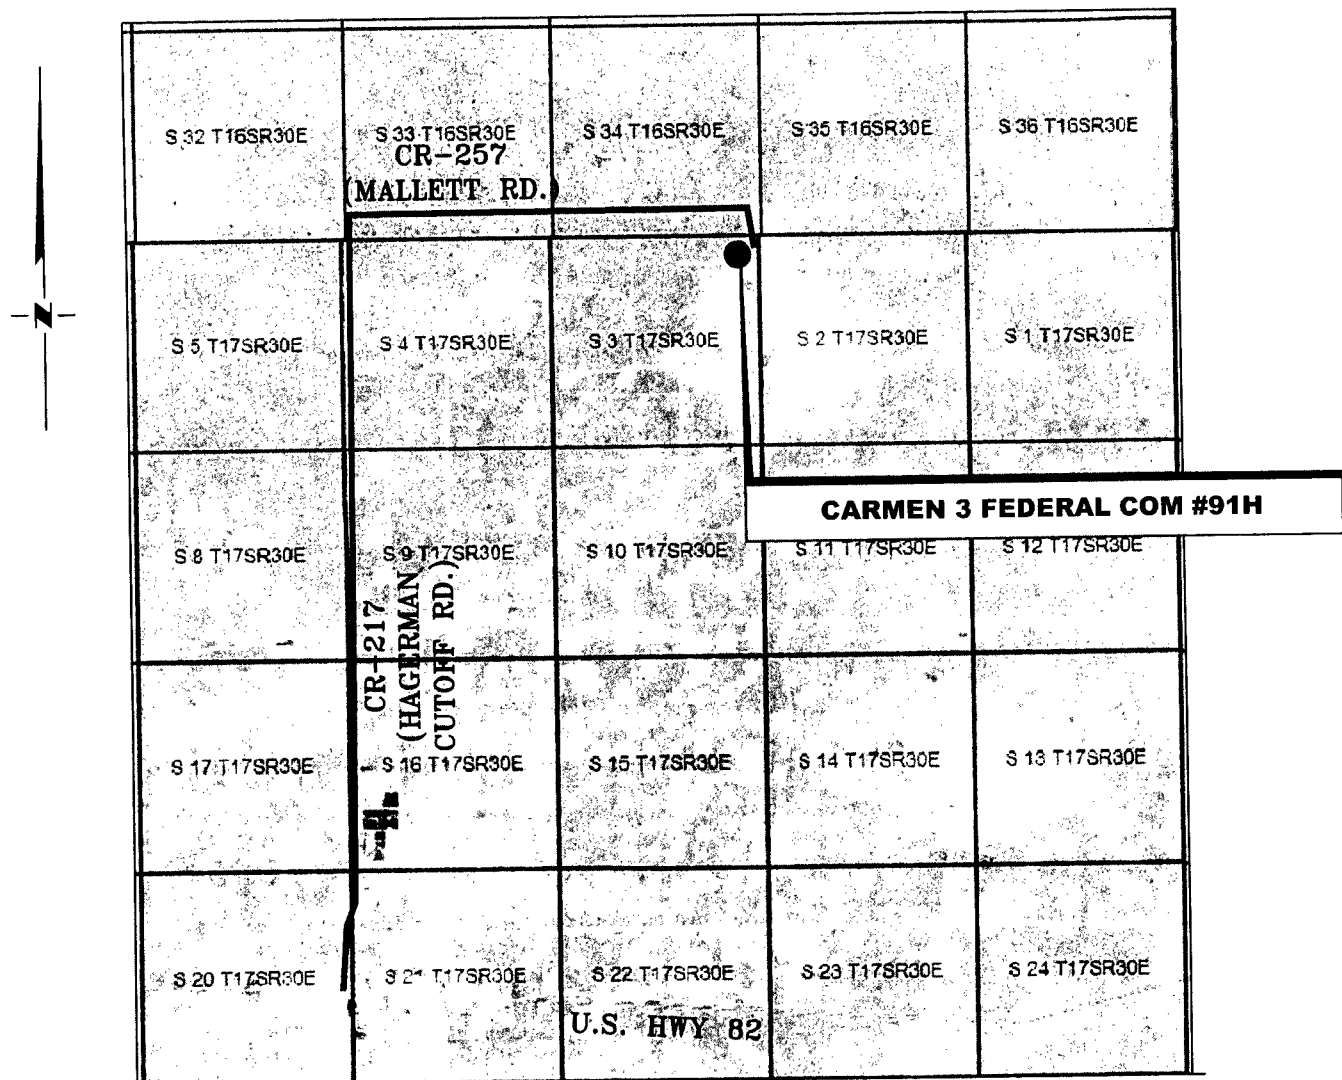 S 32 T16SR30E
S 33 T16SR30E
S 34 T16SR30E
S 35 T16SR30E
S 36 T16SR30E
CR-257
(MALLETT RD.)
N
S 5 T17SR30E
S 4 T17SR30E
S 3 T17SR30E
S 2 T17SR30E
S 1 T17SR30E
CARMEN 3 FEDERAL COM #91H
S 8 T17SR30E
S 9 T17SR30E
S 10 T17SR30E
S 11 T17SR30E
S 12 T17SR30E
CR-217
(HAGERMAN
CUTOFF RD.)
S 17 T17SR30E
S 16 T17SR30E
S 15 T17SR30E
S 14 T17SR30E
S 13 T17SR30E
S 20 T17SR30E
S 21 T17SR30E
S 22 T17SR30E
S 23 T17SR30E
S 24 T17SR30E
U.S. HWY 82